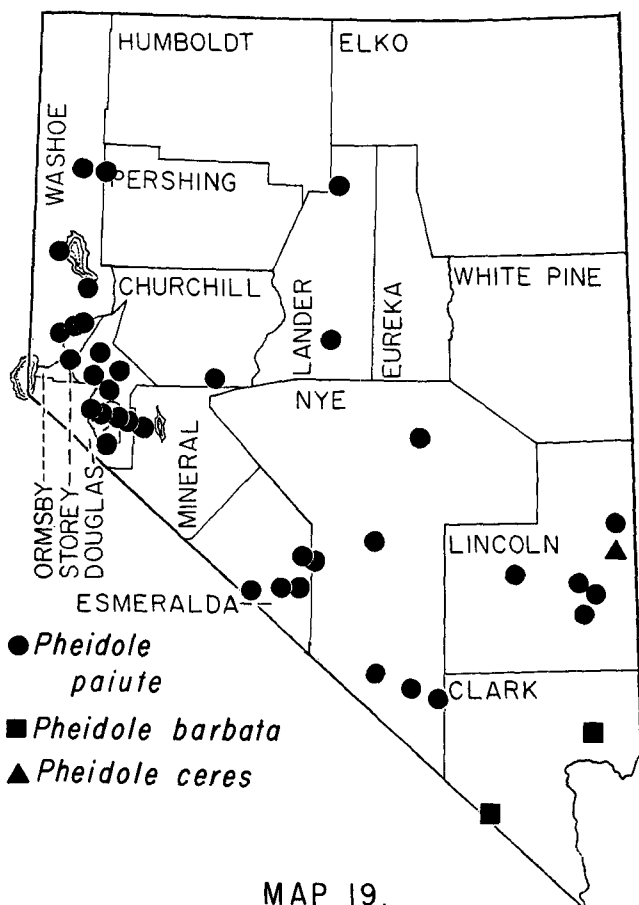 HUMBOLDT
ELKO
WASHOE
PERSHING
CHURCHILL
LANDER
EUREKA
WHITE PINE
NYE
MINERAL
ORMSBY
STOREY
DOUGLAS
LINCOLN
ESMERALDA
CLARK
Pheidole
paiute
Pheidole barbata
Pheidole ceres
MAP 19.